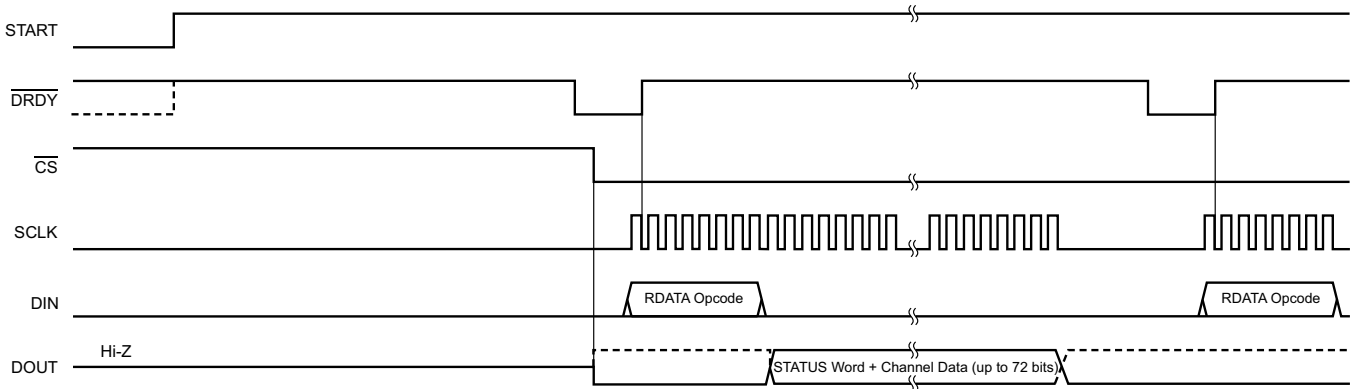 START
DRDY
CS
SCLK
DIN
RDATA Opcode
RDATA Opcode
Hi-Z
DOUT
STATUS Word + Channel Data (up to 72 bits)